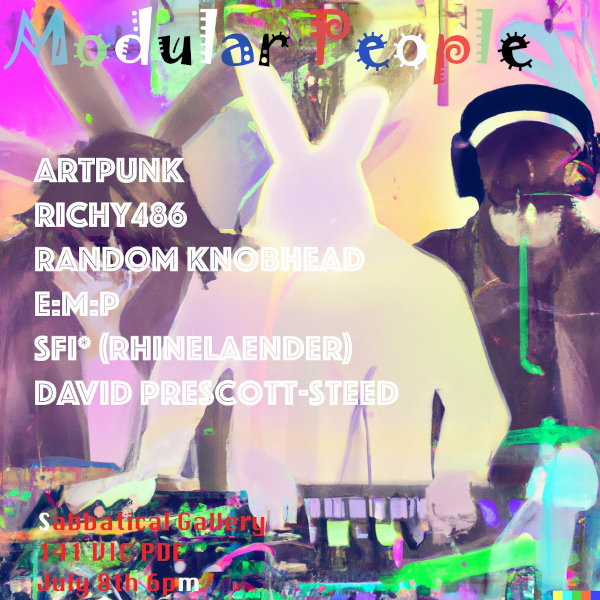 Modular People
ARTPUNK
RICHY486
RANDOM KNOBHEAD
E:M:P
SFI* (RHINELAENDER)
DAVID PRESCOTT-STEED
Sabbatical Gallery
141 VIC PDE
July 8th 6pm